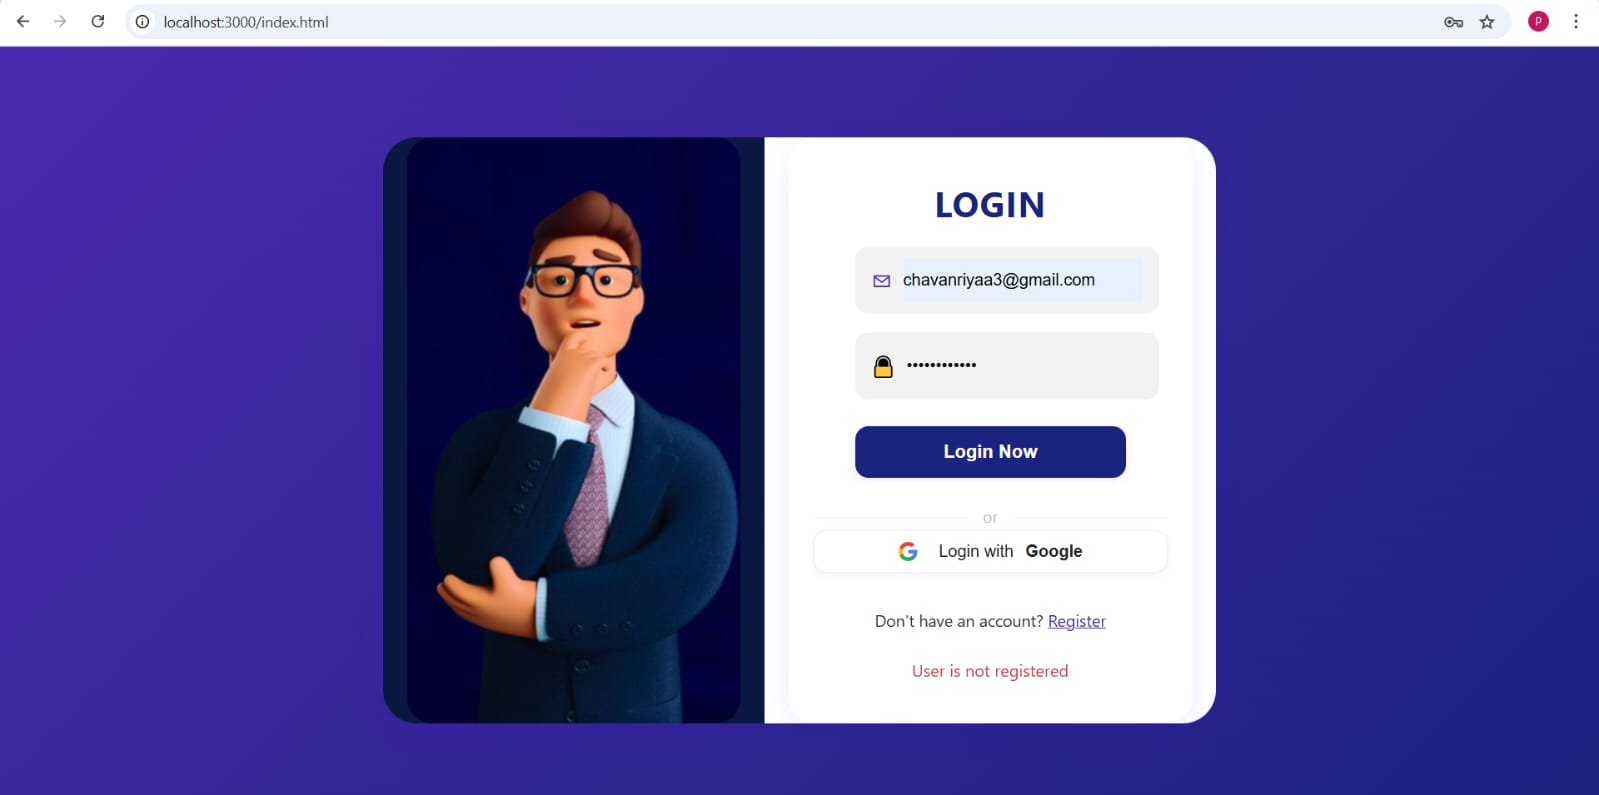 localhost:3000/index.html
P
LOGIN
chavanriyaa3@gmail.com
••••••••••••
Login Now
or
Login with Google
Don't have an account? Register
User is not registered